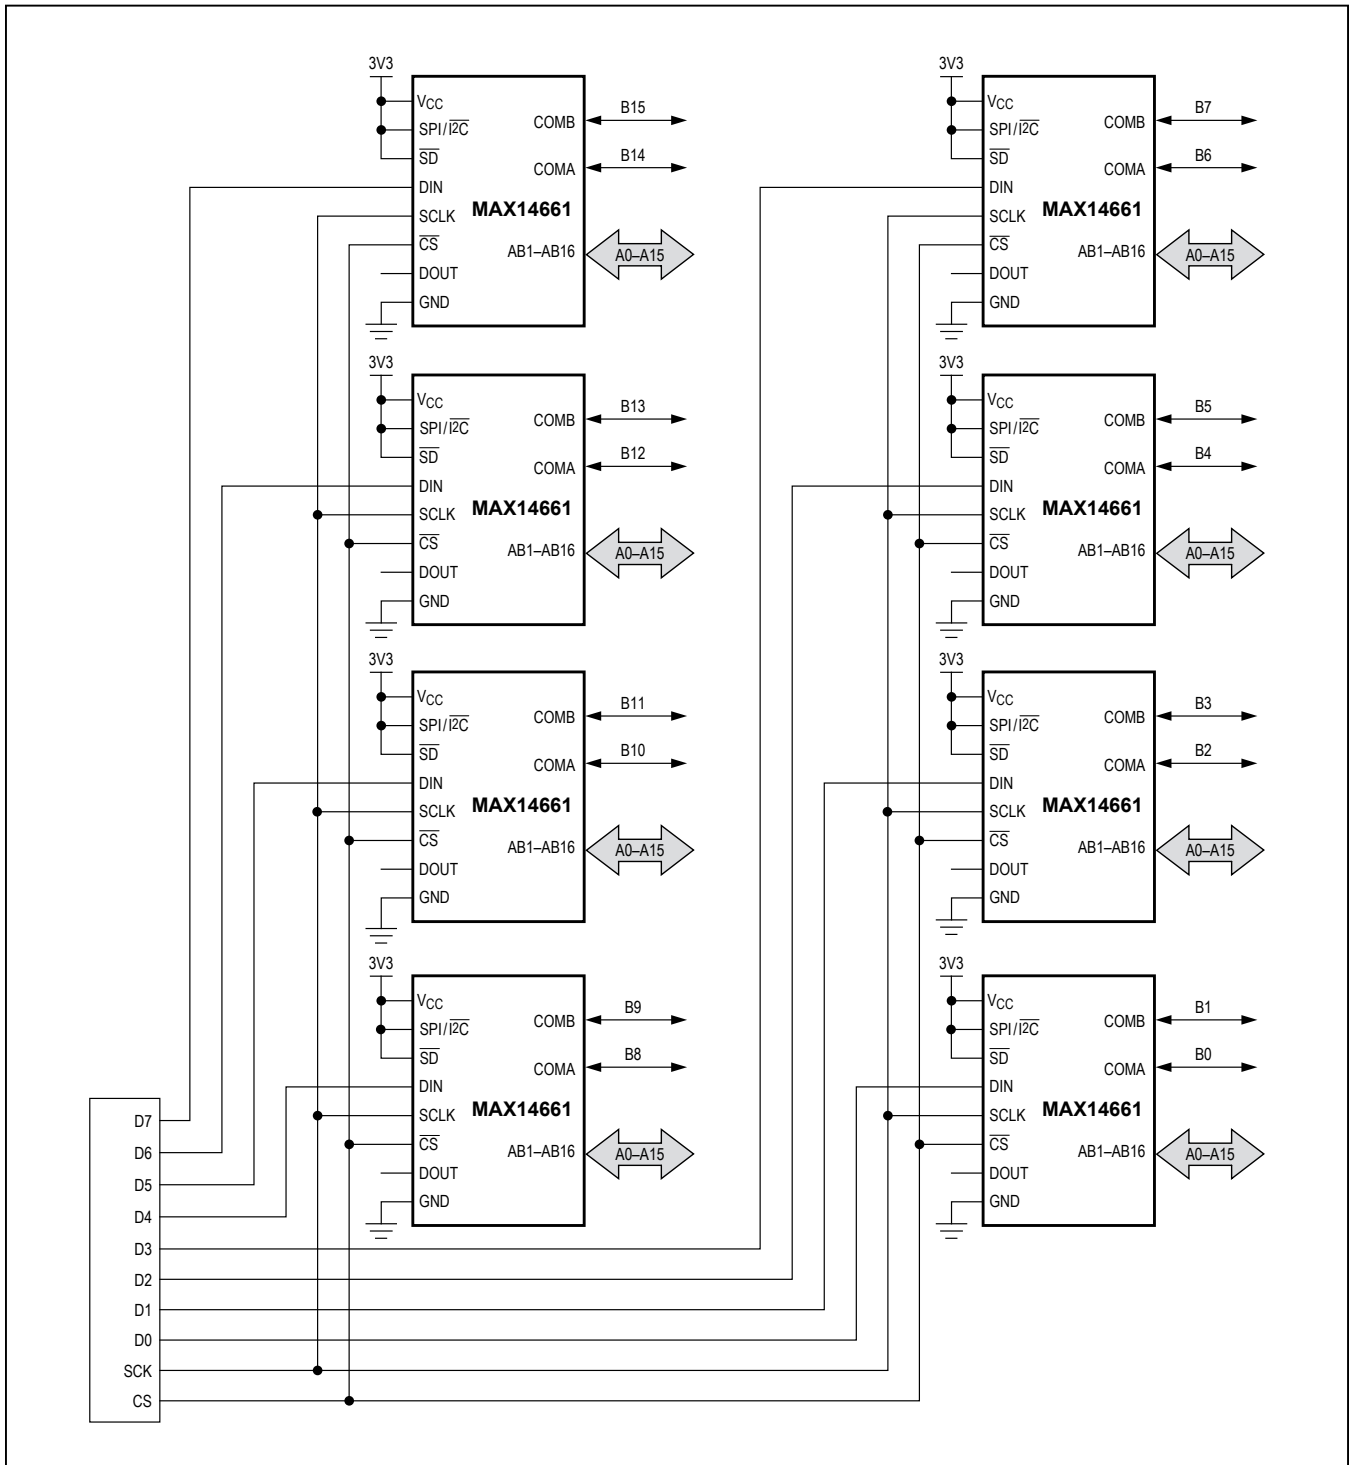 3V3
VCC
SPI/I2C
SD
DIN
SCLK
CS
DOUT
GND
COMB
COMA
MAX14661
AB1–AB16
B15
B14
A0–A15
3V3
VCC
SPI/I2C
SD
DIN
SCLK
CS
DOUT
GND
COMB
COMA
MAX14661
AB1–AB16
B7
B6
A0–A15
3V3
VCC
SPI/I2C
SD
DIN
SCLK
CS
DOUT
GND
COMB
COMA
MAX14661
AB1–AB16
B13
B12
A0–A15
3V3
VCC
SPI/I2C
SD
DIN
SCLK
CS
DOUT
GND
COMB
COMA
MAX14661
AB1–AB16
B5
B4
A0–A15
3V3
VCC
SPI/I2C
SD
DIN
SCLK
CS
DOUT
GND
COMB
COMA
MAX14661
AB1–AB16
B11
B10
A0–A15
3V3
VCC
SPI/I2C
SD
DIN
SCLK
CS
DOUT
GND
COMB
COMA
MAX14661
AB1–AB16
B3
B2
A0–A15
3V3
VCC
SPI/I2C
SD
DIN
SCLK
CS
DOUT
GND
COMB
COMA
MAX14661
AB1–AB16
B9
B8
A0–A15
3V3
VCC
SPI/I2C
SD
DIN
SCLK
CS
DOUT
GND
COMB
COMA
MAX14661
AB1–AB16
B1
B0
A0–A15
D7
D6
D5
D4
D3
D2
D1
D0
SCK
CS